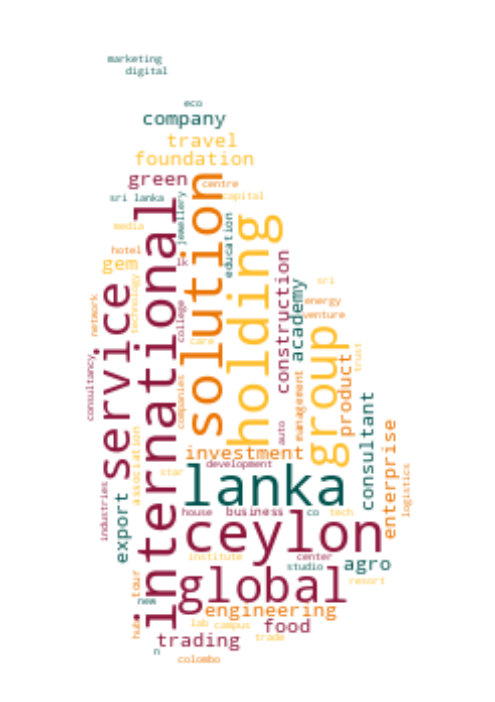 marketing
digital
eco
company
travel
foundation
green
centre
sri lanka
capital
jewellery
solution
international
holding
education
media
hotel
gem
lk
technology
construction
academy
sri
energy
venture
service
network
college
care
group
product
trust
consultancy
companies
management
auto
consultant
enterprise
investment
development
association
star
lanka
logistics
industries
export
house
business
co
tech
ceylon
institute
center
studio
agro
resort
tour
global
new
engineering
hub
lab
campus
food
trading
trade
n
colombo